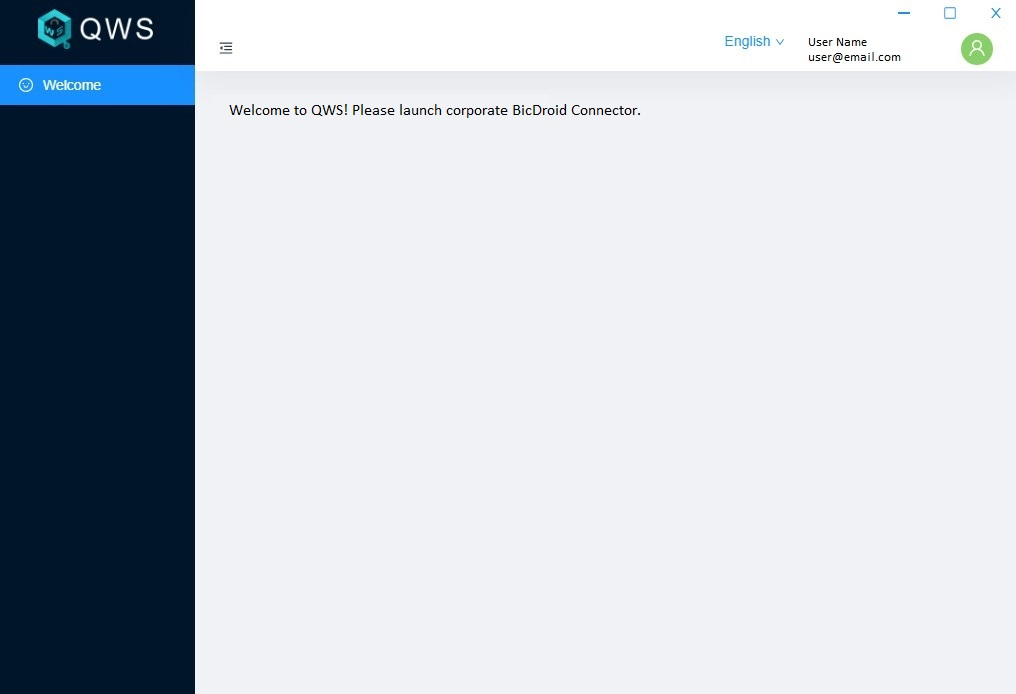 QWS
English
User Name
user@email.com
Welcome
Welcome to QWS! Please launch corporate BicDroid Connector.